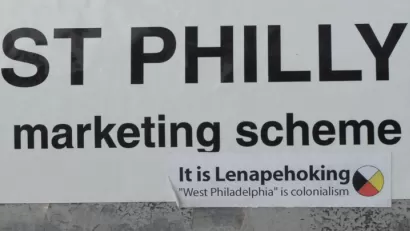 ST PHILLY
marketing scheme
It is Lenapehoking
"West Philadelphia" is colonialism